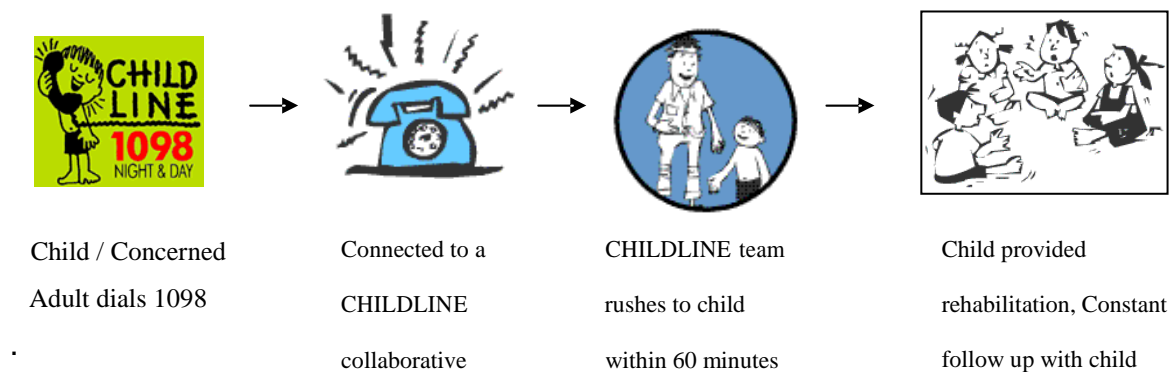 CHILD
LINE
1098
NIGHT & DAY
Child / Concerned
Adult dials 1098
.
Connected to a
CHILDLINE
collaborative
CHILDLINE team
rushes to child
within 60 minutes
Child provided
rehabilitation, Constant
follow up with child